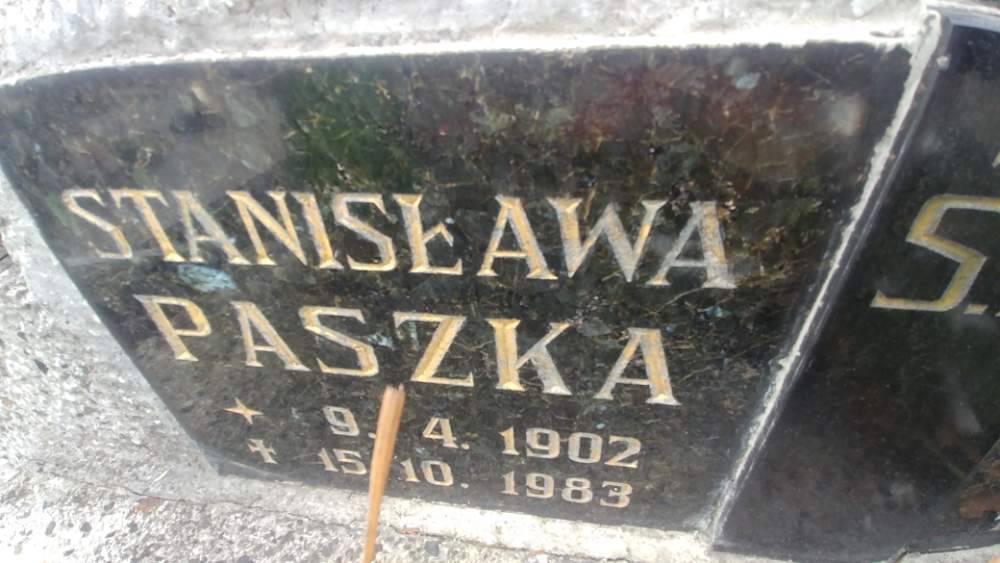 STANISŁAWA
PASZKA
9. 4. 1902
15.10. 1983
S.